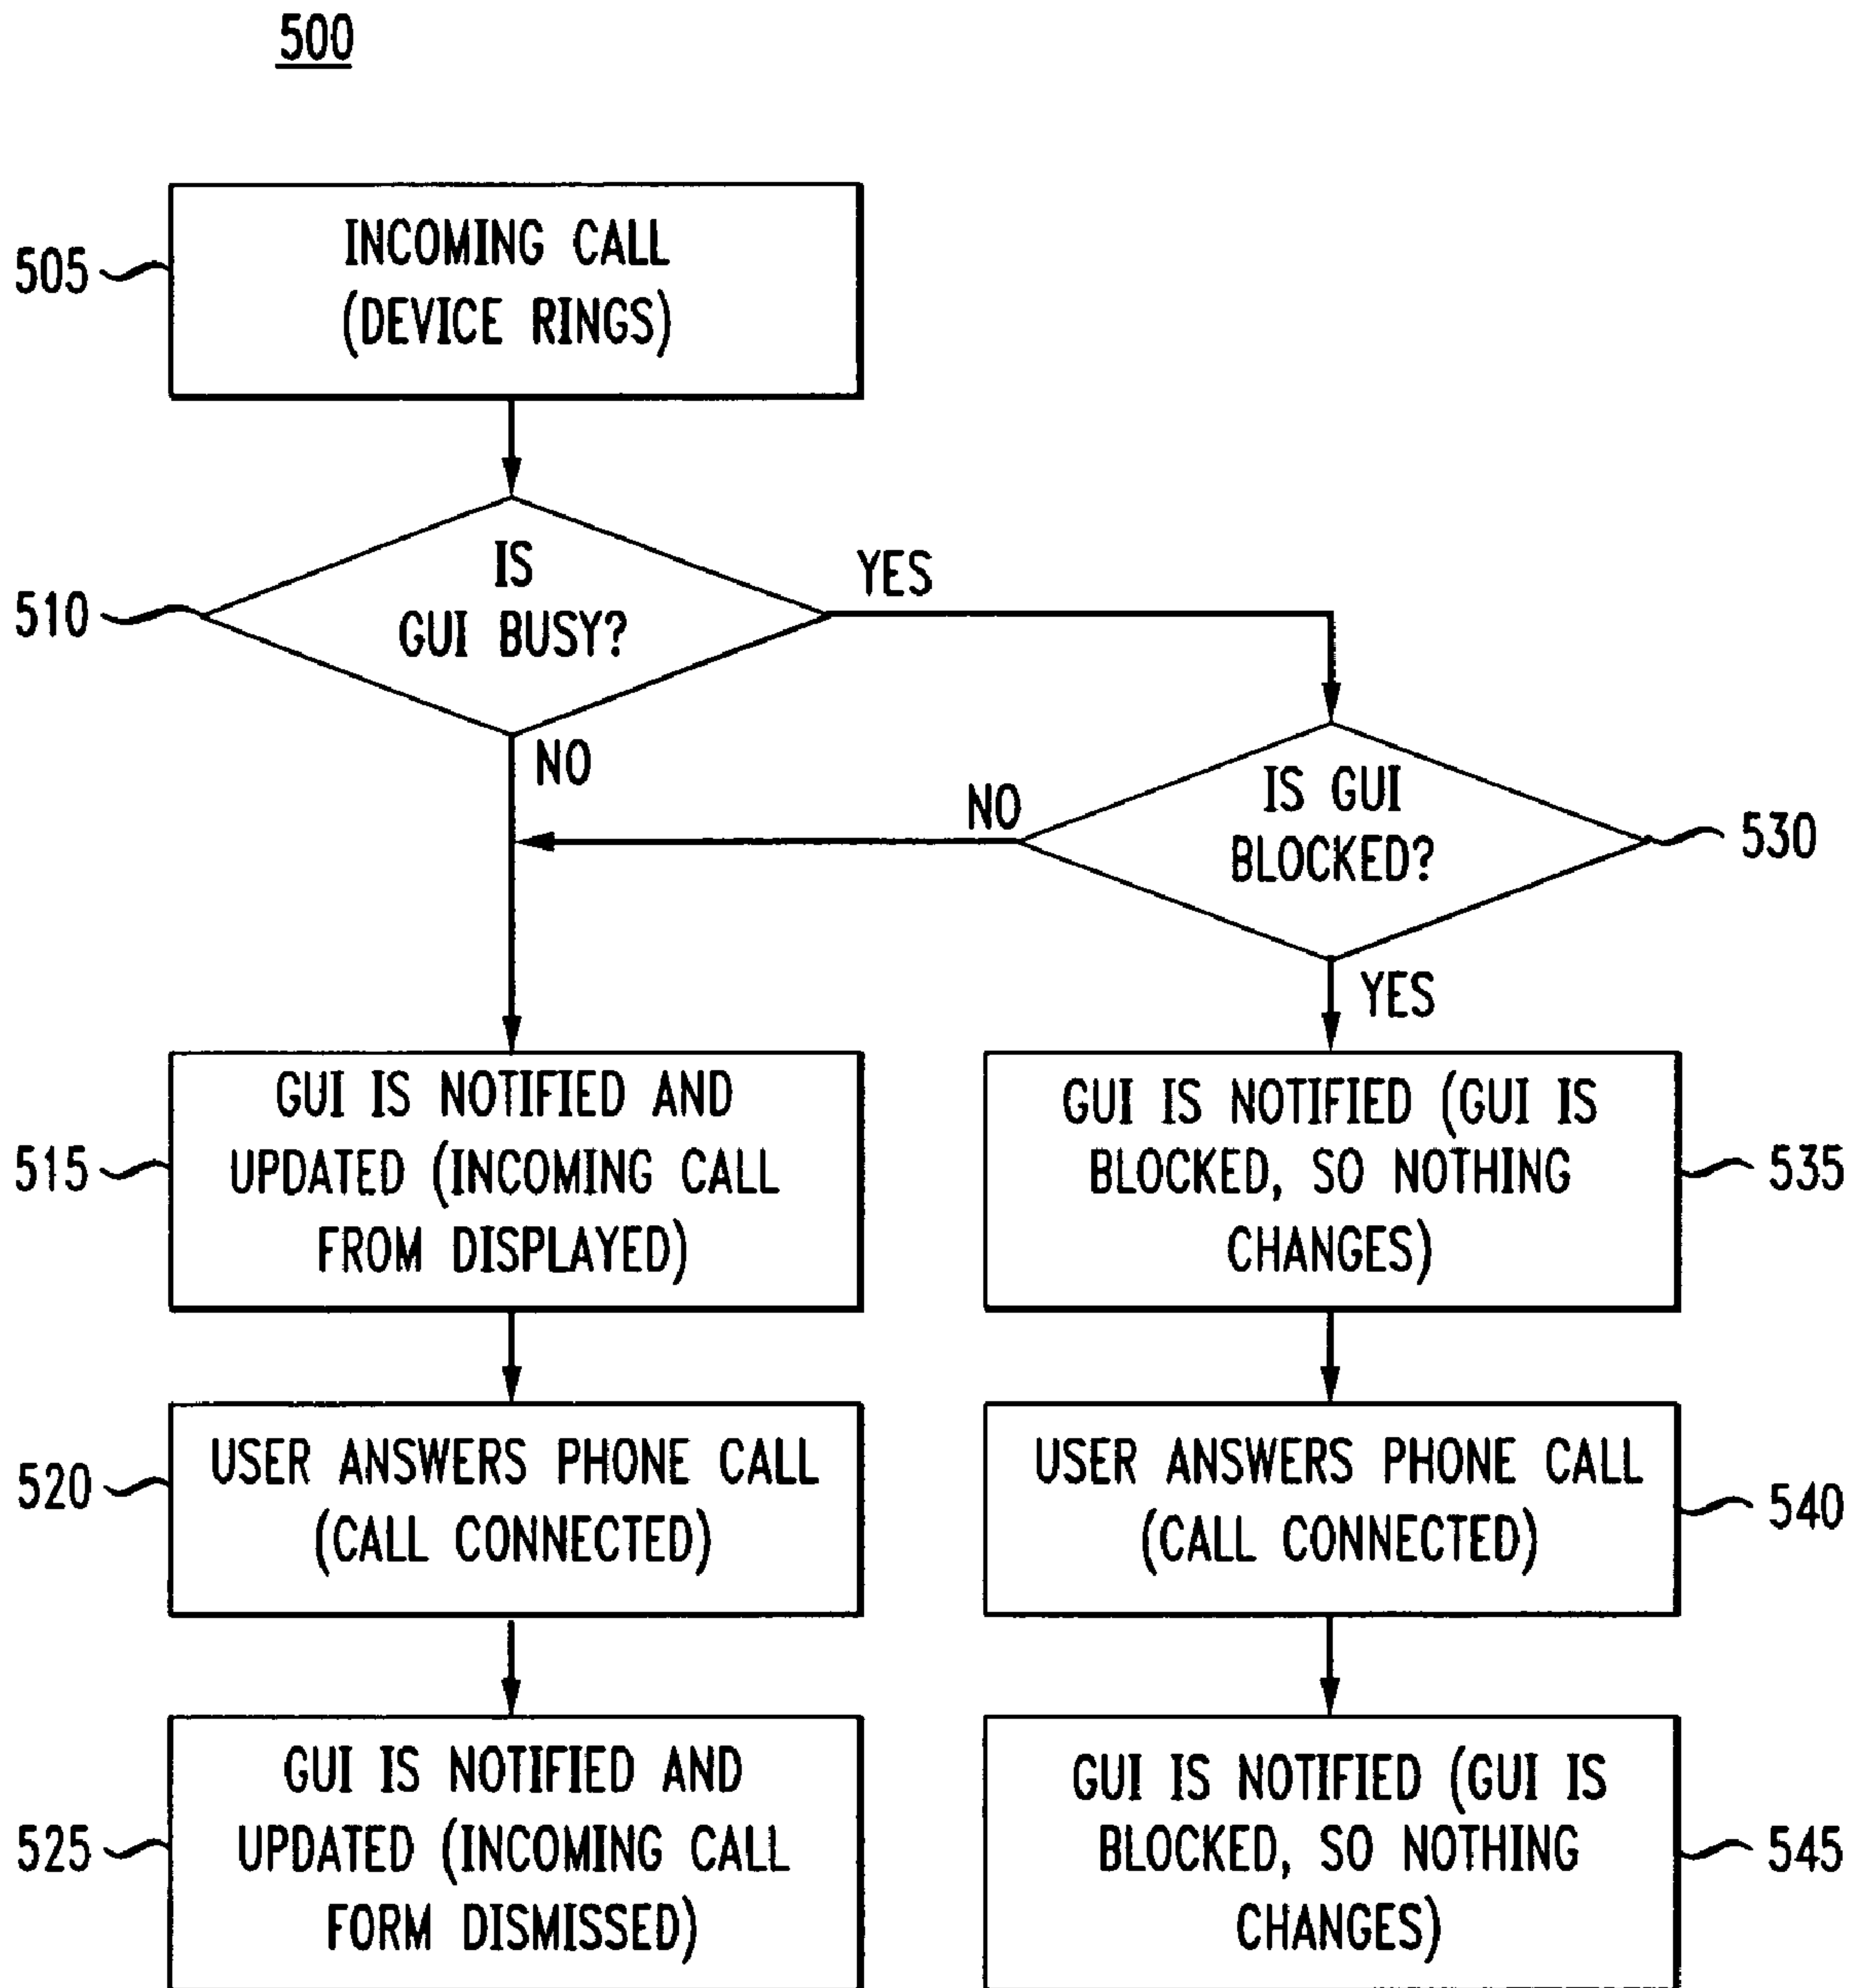 500
505
INCOMING CALL
(DEVICE RINGS)
510
IS
GUI BUSY?
YES
NO
NO
IS GUI
BLOCKED?
530
YES
515
GUI IS NOTIFIED AND
UPDATED (INCOMING CALL
FROM DISPLAYED)
GUI IS NOTIFIED (GUI IS
BLOCKED, SO NOTHING
CHANGES)
535
520
USER ANSWERS PHONE CALL
(CALL CONNECTED)
USER ANSWERS PHONE CALL
(CALL CONNECTED)
540
525
GUI IS NOTIFIED AND
UPDATED (INCOMING CALL
FORM DISMISSED)
GUI IS NOTIFIED (GUI IS
BLOCKED, SO NOTHING
CHANGES)
545